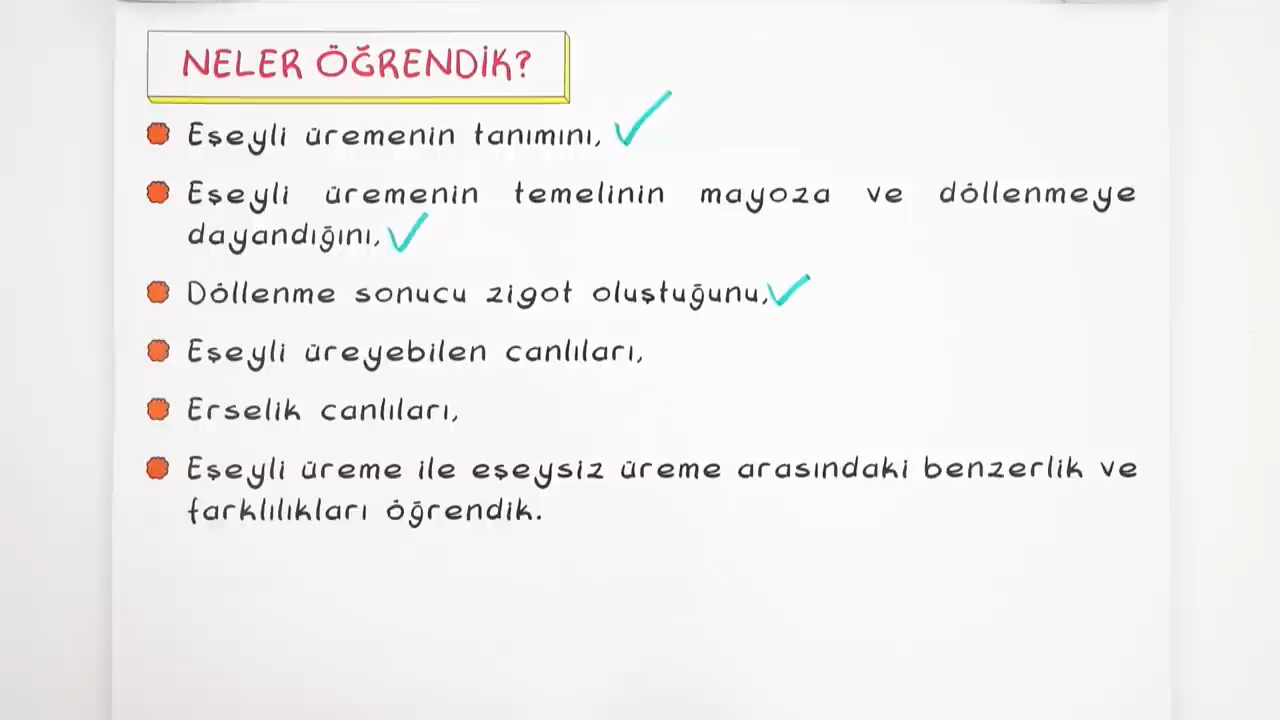 NELER ÖĞRENDİK?
Eşeyli üremenin tanımını,
Eşeyli üremenin temelinin mayoza ve döllenmeye
dayandığını,
Döllenme sonucu zigot oluştuğunu,
Eşeyli üreyebilen canlıları,
Erselik canlıları,
Eşeyli üreme ile eşeysiz üreme arasındaki benzerlik ve
farklılıkları öğrendik.